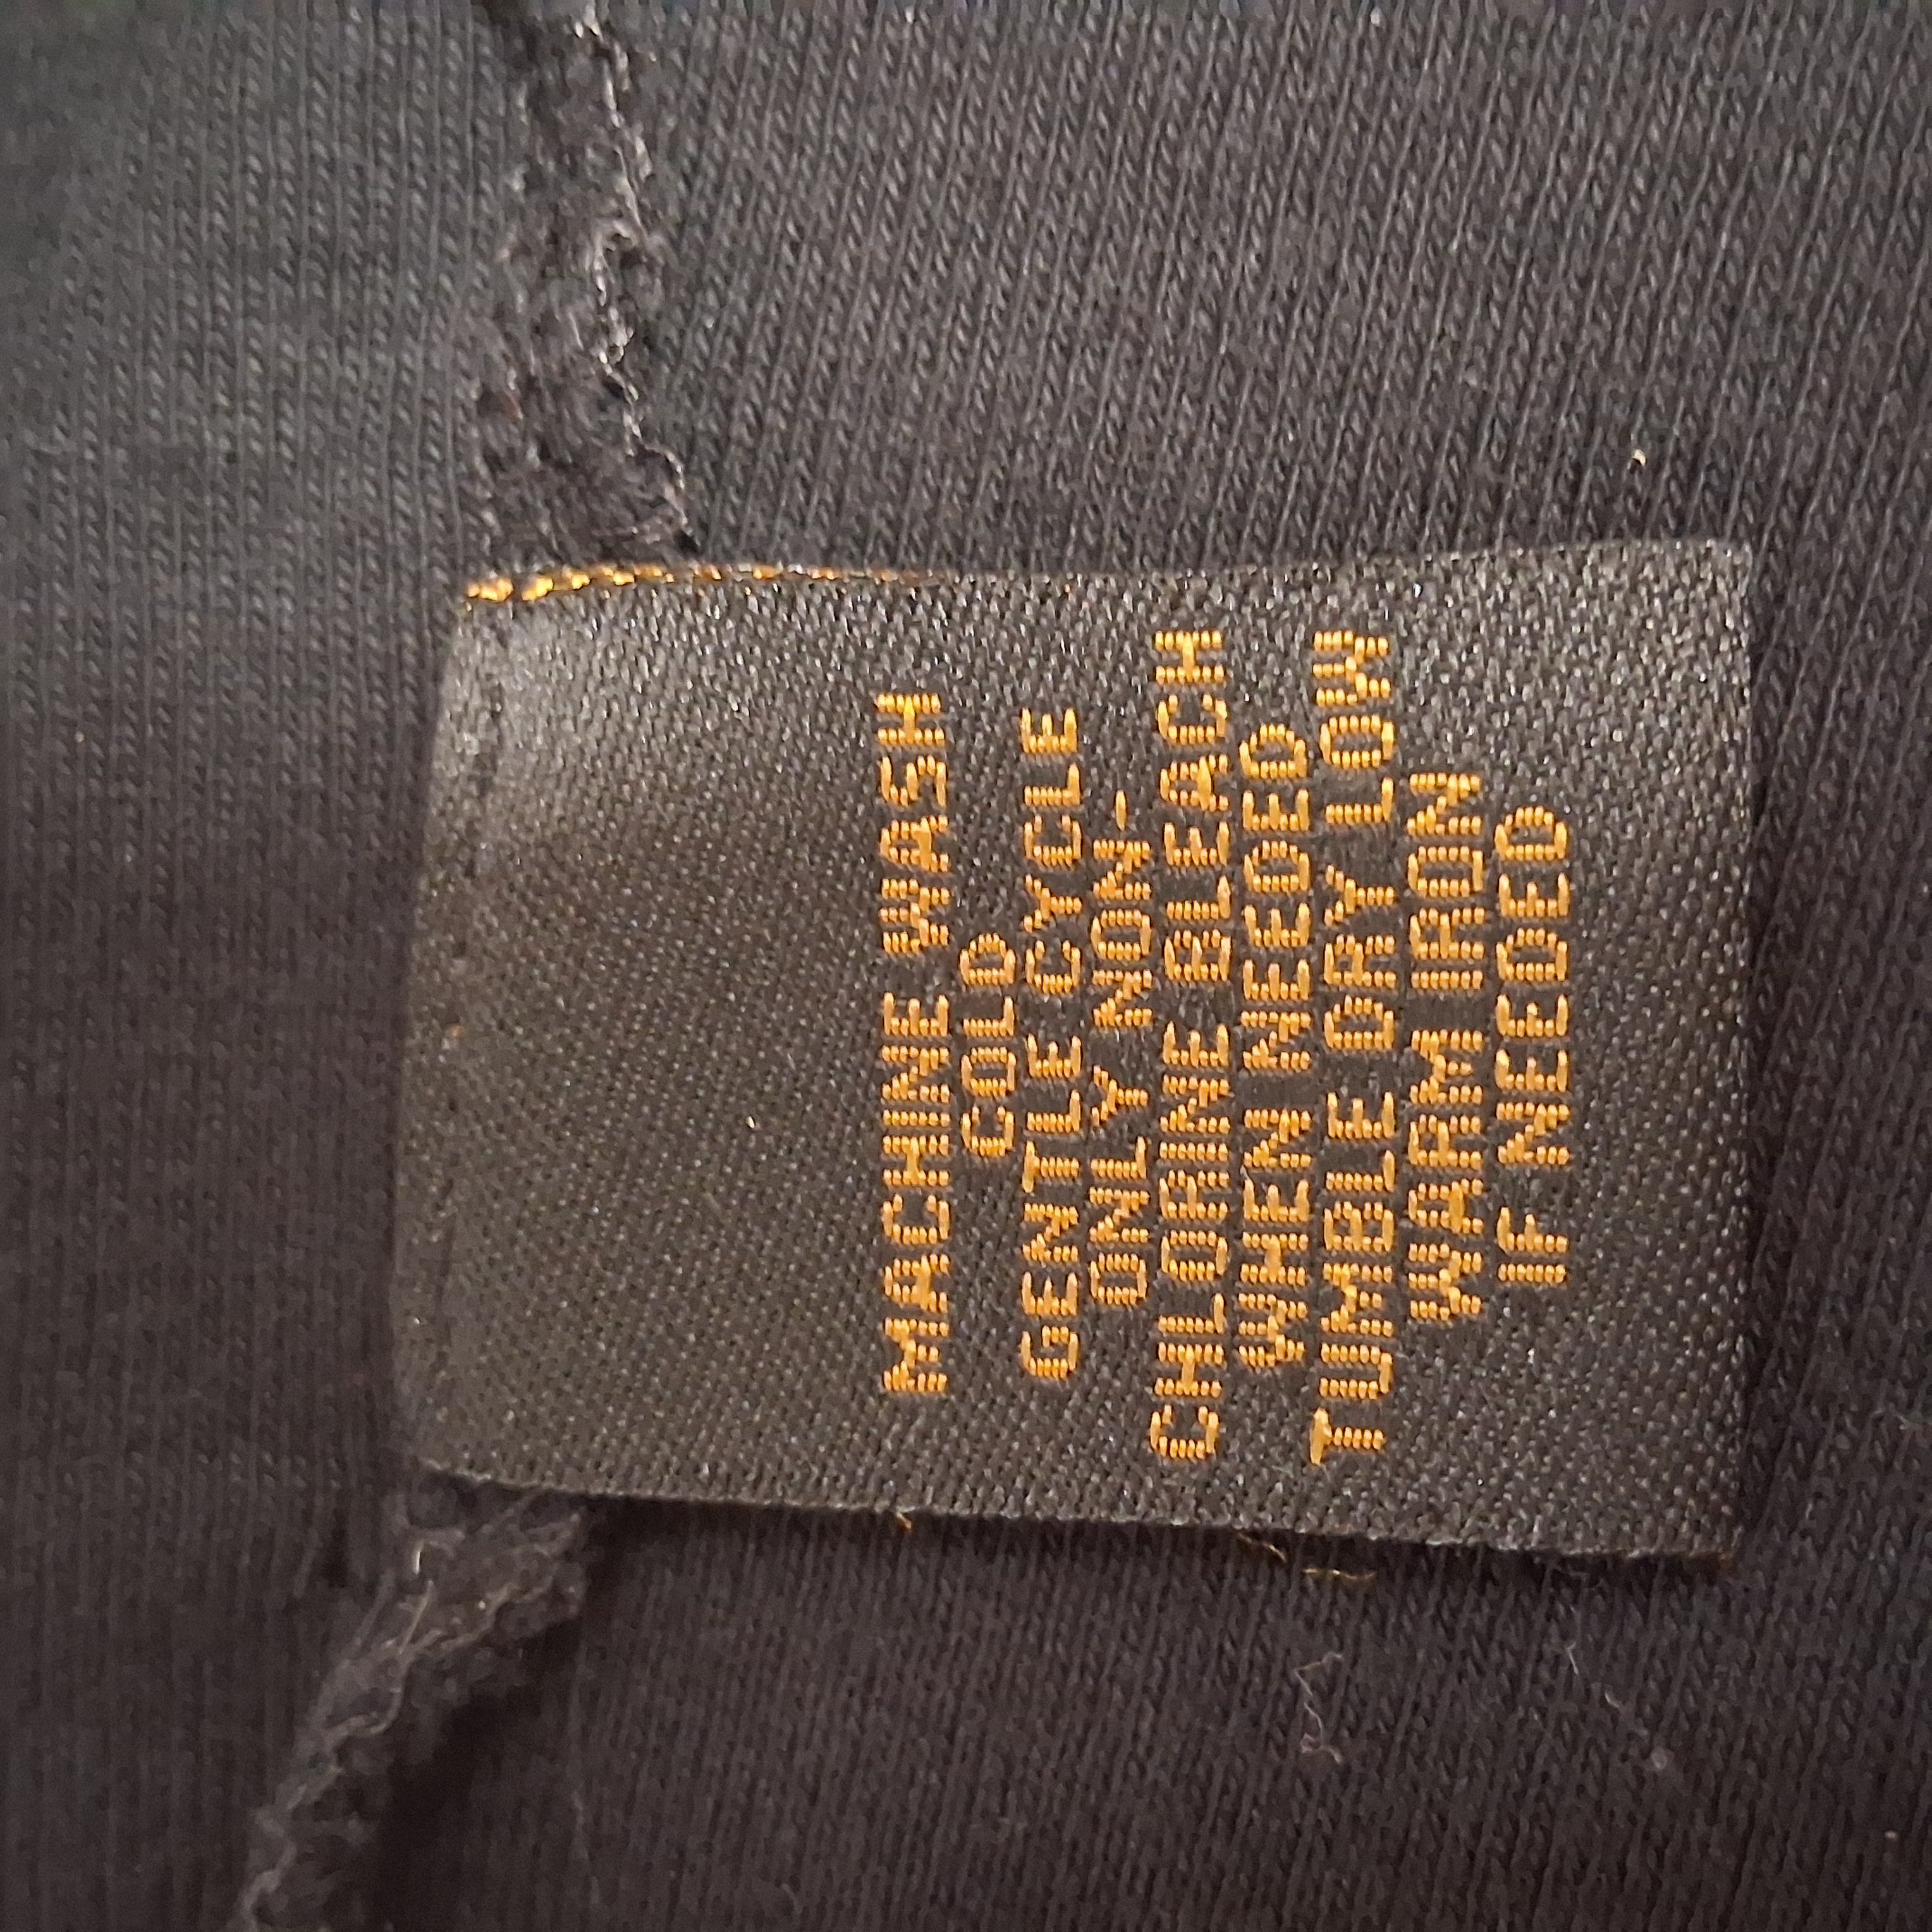 MACHINE WASH
COLD
GENTLE CYCLE
ONLY NON-
CHLORINE BLEACH
WHEN NEEDED
TUMBLE DRY LOW
WARM IRON
IF NEEDED